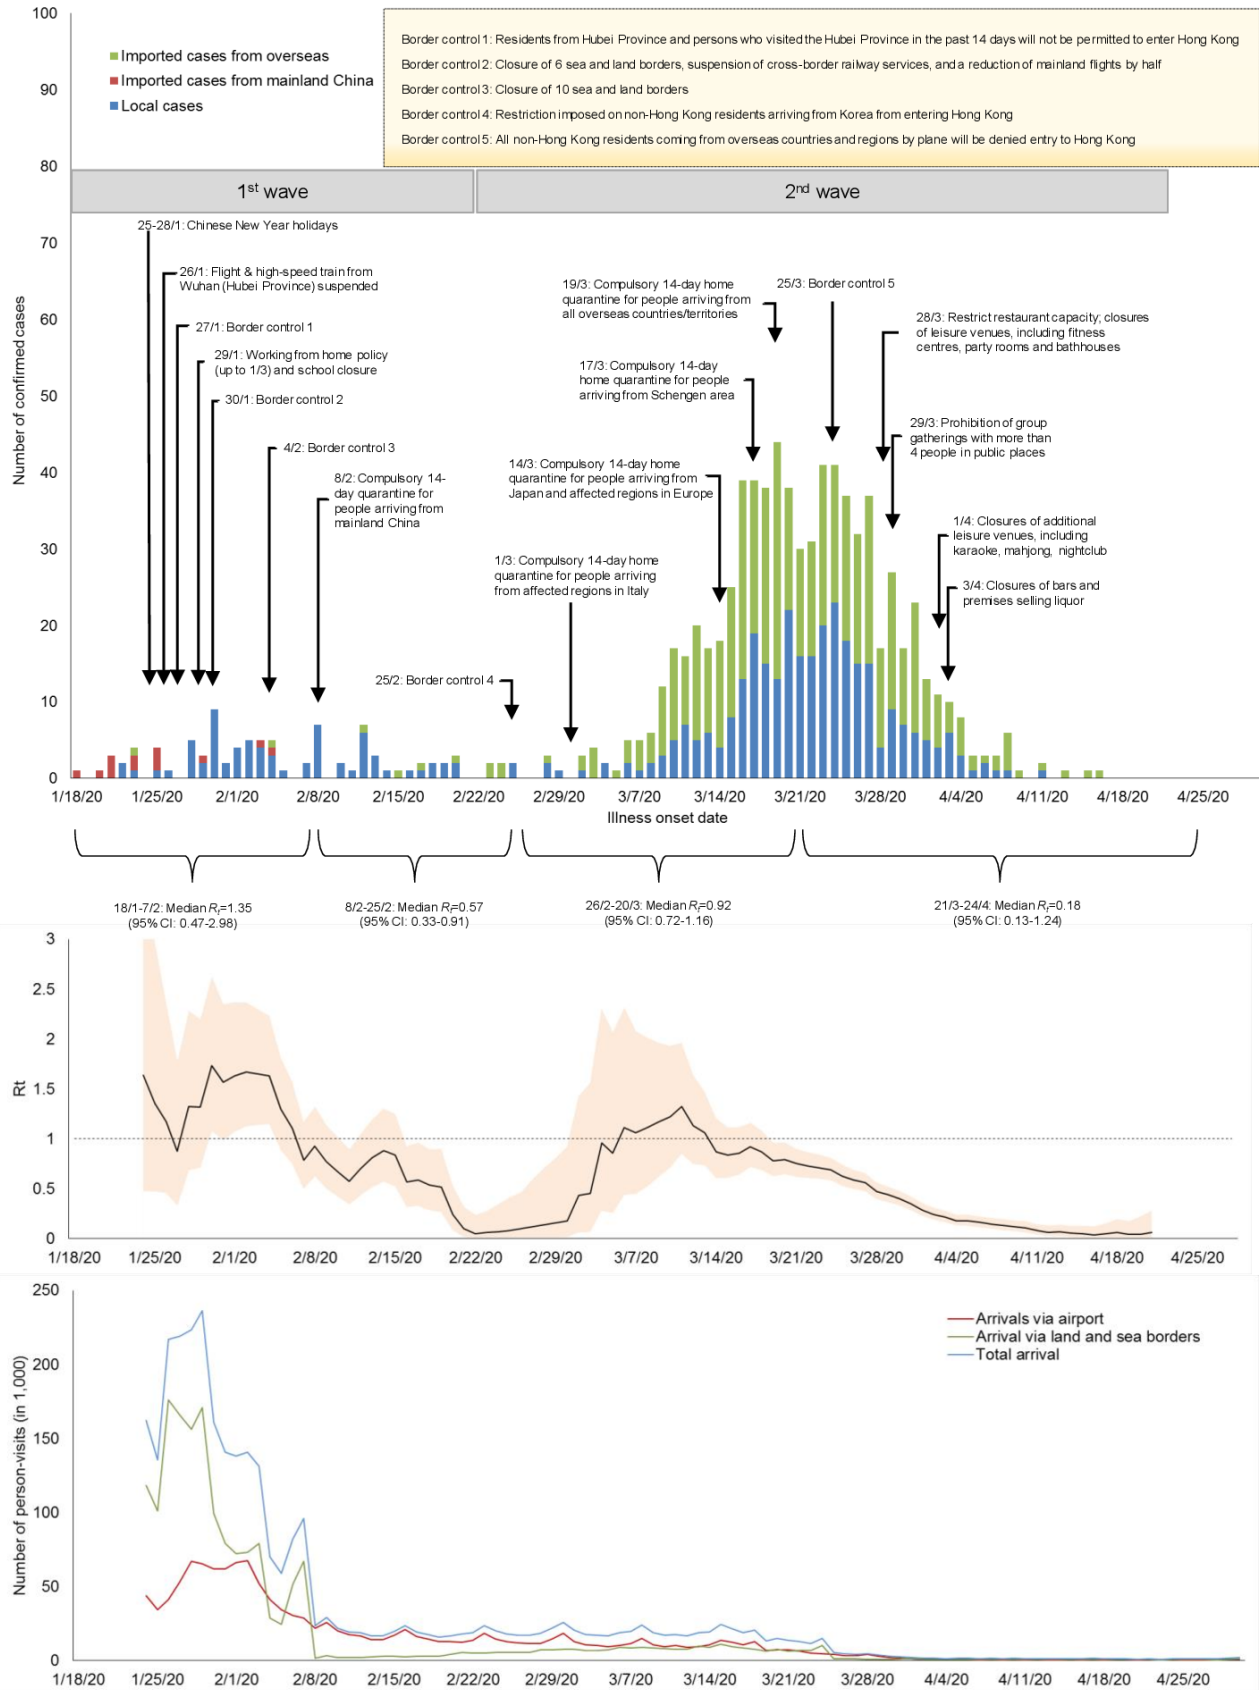 100
90
80
70
60
50
40
30
20
10
0
Number of confirmed cases
Imported cases from overseas
Imported cases from mainland China
Local cases
Border control 1: Residents from Hubei Province and persons who visited the Hubei Province in the past 14 days will not be permitted to enter Hong Kong
Border control 2: Closure of 6 sea and land borders, suspension of cross-border railway services, and a reduction of mainland flights by half
Border control 3: Closure of 10 sea and land borders
Border control 4: Restriction imposed on non-Hong Kong residents arriving from Korea from entering Hong Kong
Border control 5: All non-Hong Kong residents coming from overseas countries and regions by plane will be denied entry to Hong Kong
1st wave
2nd wave
25-28/1: Chinese New Year holidays
26/1: Flight & high-speed train from
Wuhan (Hubei Province) suspended
27/1: Border control 1
29/1: Working from home policy
(up to 1/3) and school closure
30/1: Border control 2
4/2: Border control 3
8/2: Compulsory 14-
day quarantine for
people arriving from
mainland China
25/2: Border control 4
1/3: Compulsory 14-day home
quarantine for people arriving
from affected regions in Italy
14/3: Compulsory 14-day home
quarantine for people arriving from
Japan and affected regions in Europe
17/3: Compulsory 14-day
home quarantine for people
arriving from Schengen area
19/3: Compulsory 14-day home
quarantine for people arriving from
all overseas countries/territories
25/3: Border control 5
28/3: Restrict restaurant capacity; closures
of leisure venues, including fitness
centres, party rooms and bathhouses
29/3: Prohibition of group
gatherings with more than
4 people in public places
1/4: Closures of additional
leisure venues, including
karaoke, mahjong, nightclub
3/4: Closures of bars and
premises selling liquor
1/18/20 1/25/20 2/1/20 2/8/20 2/15/20 2/22/20 2/29/20 3/7/20 3/14/20 3/21/20 3/28/20 4/4/20 4/11/20 4/18/20 4/25/20
Illness onset date
18/1-7/2: Median Rt=1.35
(95% CI: 0.47-2.98)
8/2-25/2: Median Rt=0.57
(95% CI: 0.33-0.91)
26/2-20/3: Median Rt=0.92
(95% CI: 0.72-1.16)
21/3-24/4: Median Rt=0.18
(95% CI: 0.13-1.24)
3
2.5
2
1.5
1
0.5
0
Rt
1/18/20 1/25/20 2/1/20 2/8/20 2/15/20 2/22/20 2/29/20 3/7/20 3/14/20 3/21/20 3/28/20 4/4/20 4/11/20 4/18/20 4/25/20
250
200
150
100
50
0
Number of person-visits (in 1,000)
Arrivals via airport
Arrival via land and sea borders
Total arrival
1/18/20 1/25/20 2/1/20 2/8/20 2/15/20 2/22/20 2/29/20 3/7/20 3/14/20 3/21/20 3/28/20 4/4/20 4/11/20 4/18/20 4/25/20